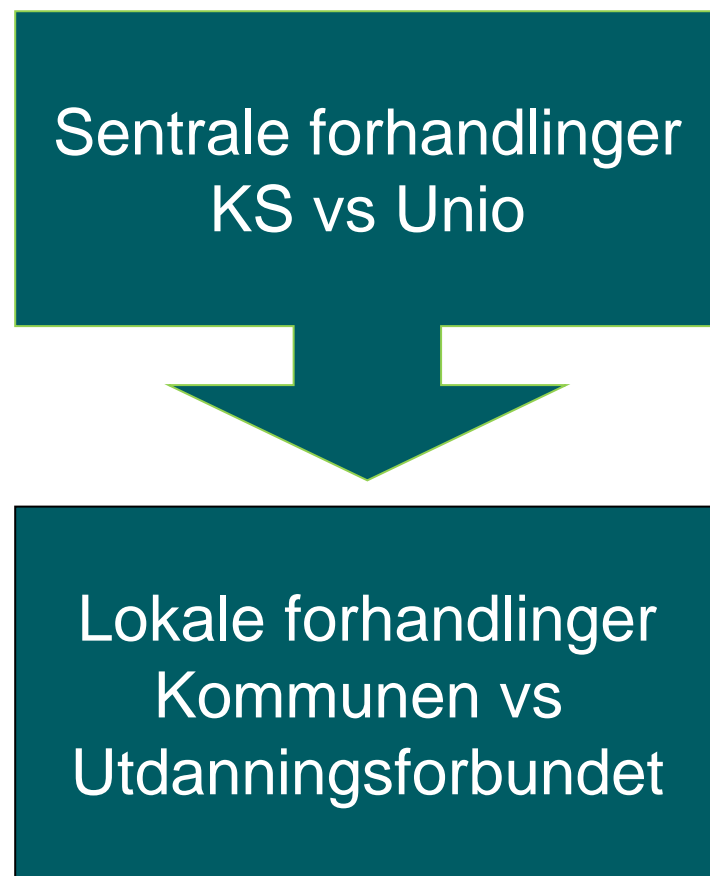 Sentrale forhandlinger
KS vs Unio
Lokale forhandlinger
Kommunen vs
Utdanningsforbundet